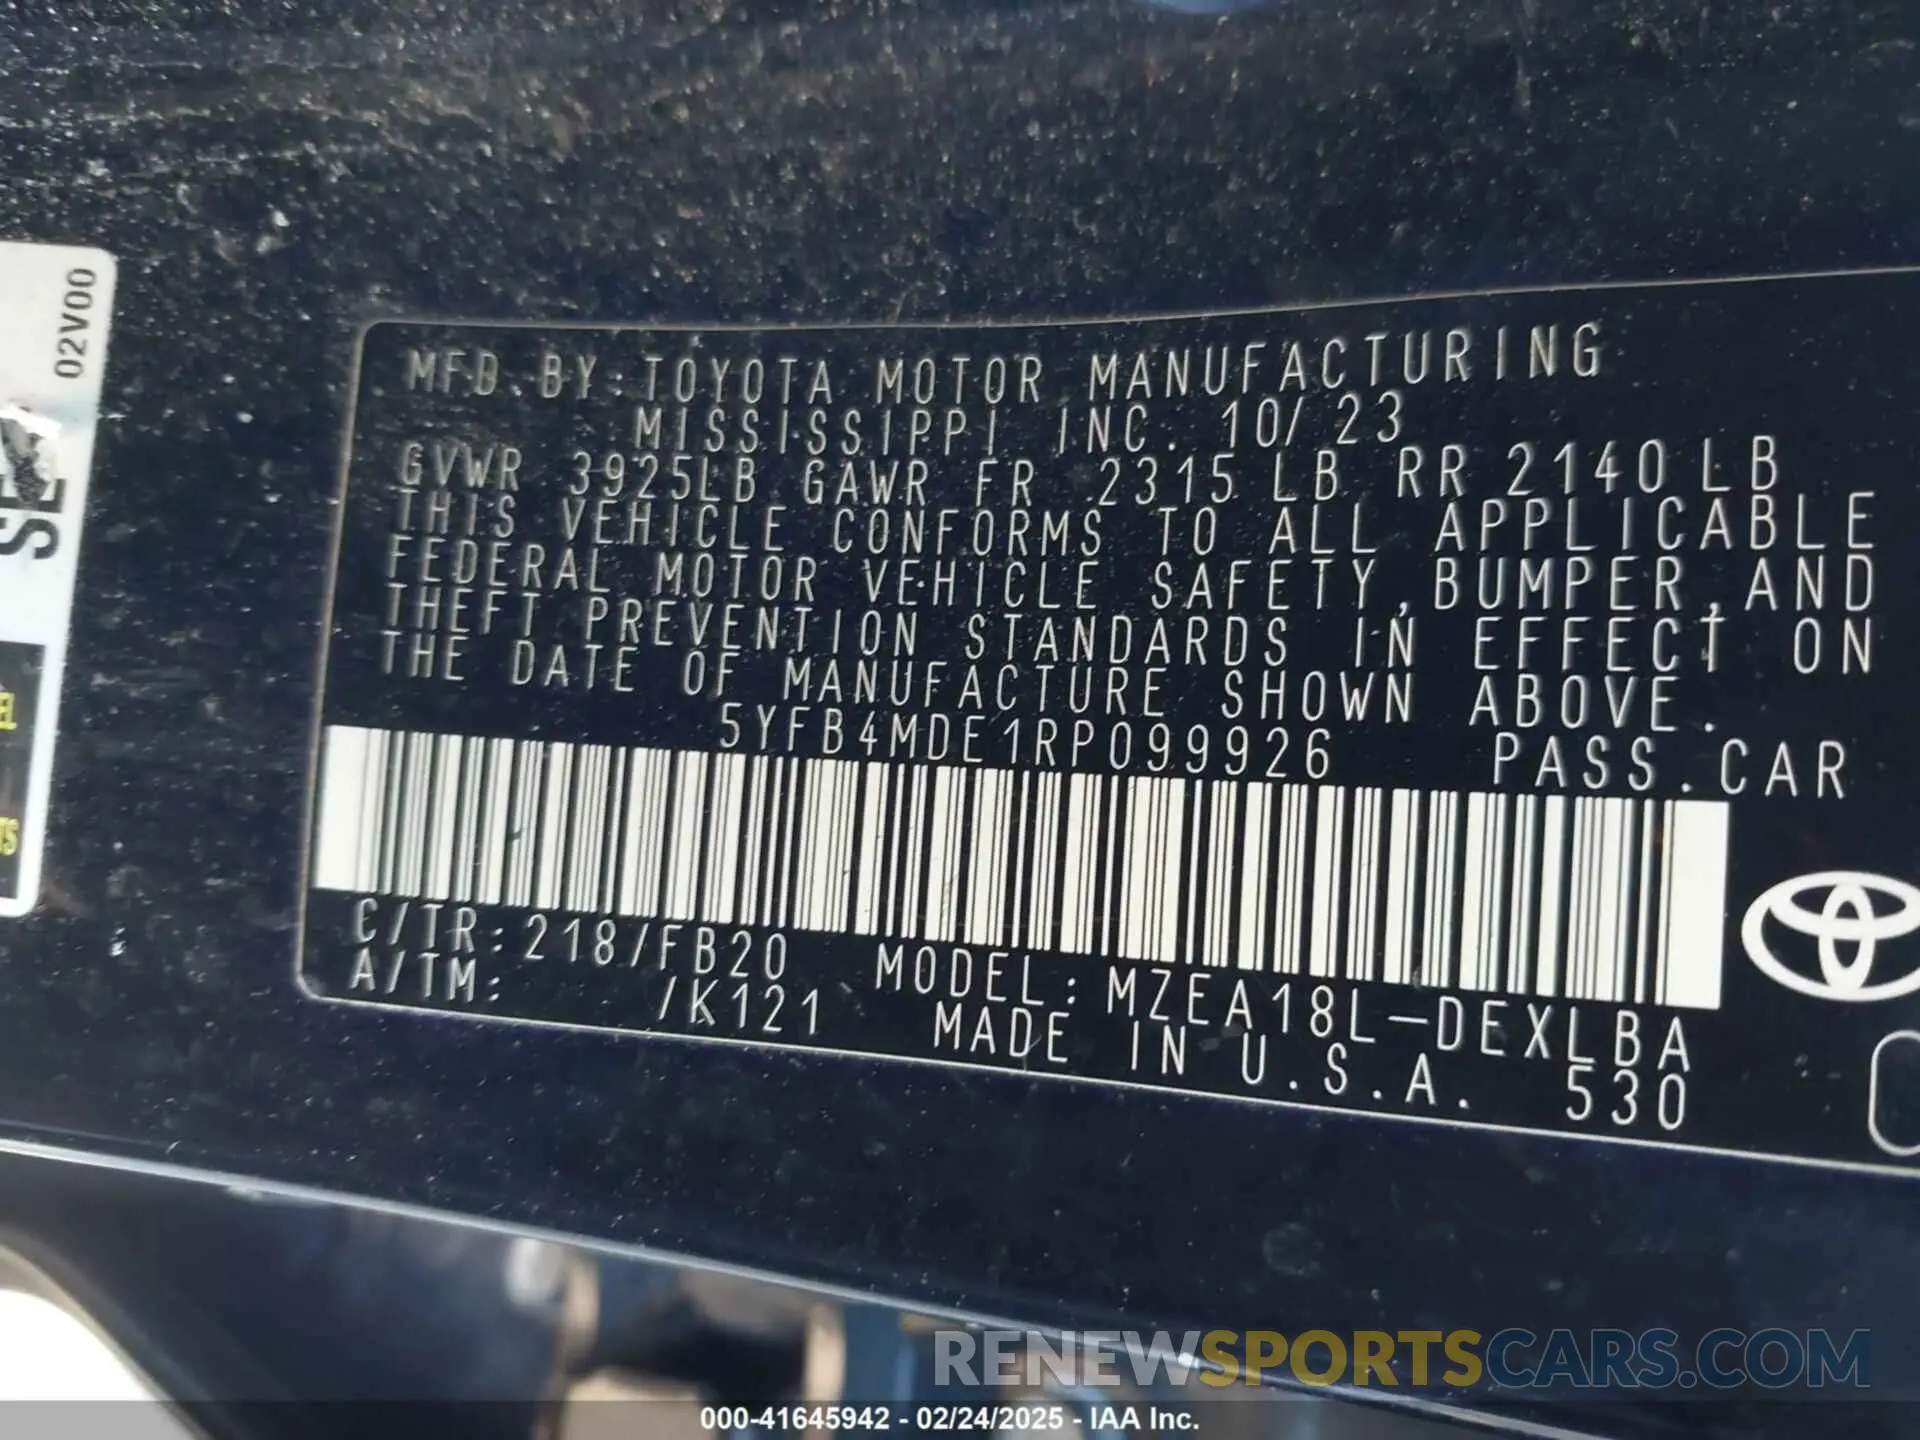 02V00
MFD.BY:TOYOTA MOTOR MANUFACTURING
MISSISSIPPI INC. 10/23
GVWR 3925LB GAWR FR 2315LB RR 2140LB
THIS VEHICLE CONFORMS TO ALL APPLICABLE
FEDERAL MOTOR VEHICLE SAFETY,BUMPER,AND
THEFT PREVENTION STANDARDS IN EFFECT ON
THE DATE OF MANUFACTURE SHOWN ABOVE.
5YFB4MDE1RP099926 PASS.CAR
C/TR:218/FB20 MODEL:MZEA18L-DEXLBA
A/TM: /K121 MADE IN U.S.A. 530
RENEWSPORTSCARS.COM
000-41645942 - 02/24/2025 - IAA Inc.